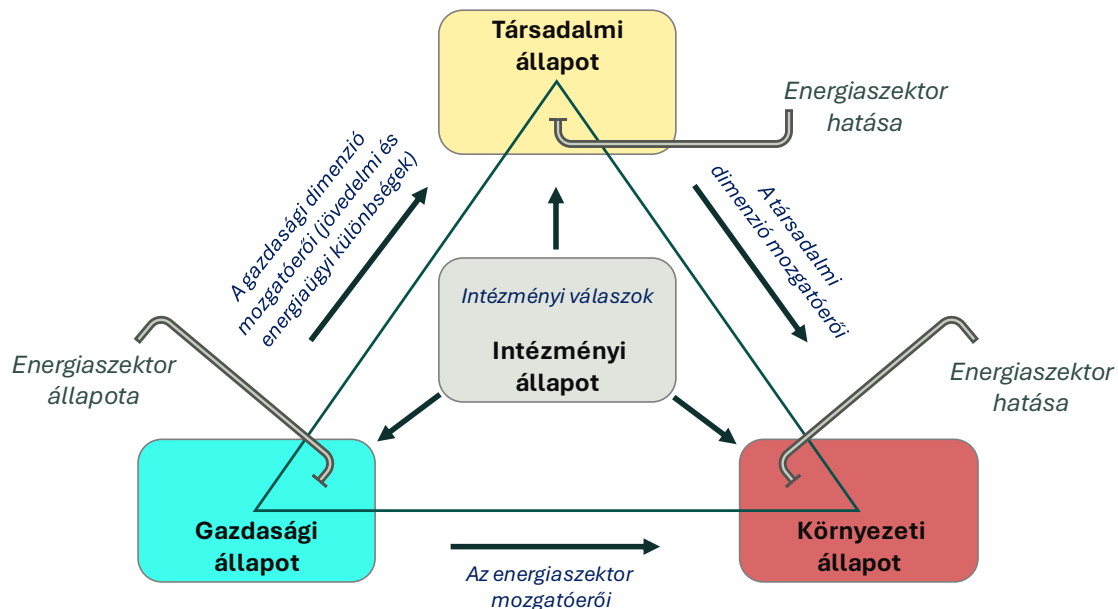 Társadalmi
állapot
Energiaszektor
hatása
A gazdasági dimenzió
mozgatóerői (jövedelmi és
energiaügyi különbségek)
A társadalmi
dimenzió mozgatóerői
Intézményi válaszok
Intézményi
állapot
Energiaszektor
állapota
Energiaszektor
hatása
Gazdasági
állapot
Környezeti
állapot
Az energiaszektor
mozgatóerői